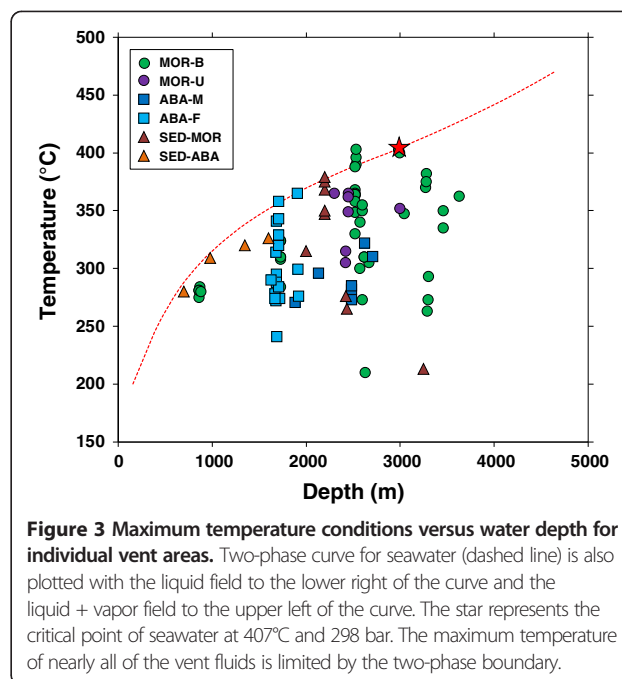 500
450
400
350
300
250
200
150
Temperature (°C)
MOR-B
MOR-U
ABA-M
ABA-F
SED-MOR
SED-ABA
0 1000 2000 3000 4000 5000
Depth (m)
Figure 3 Maximum temperature conditions versus water depth for
individual vent areas. Two-phase curve for seawater (dashed line) is also
plotted with the liquid field to the lower right of the curve and the
liquid + vapor field to the upper left of the curve. The star represents the
critical point of seawater at 407°C and 298 bar. The maximum temperature
of nearly all of the vent fluids is limited by the two-phase boundary.